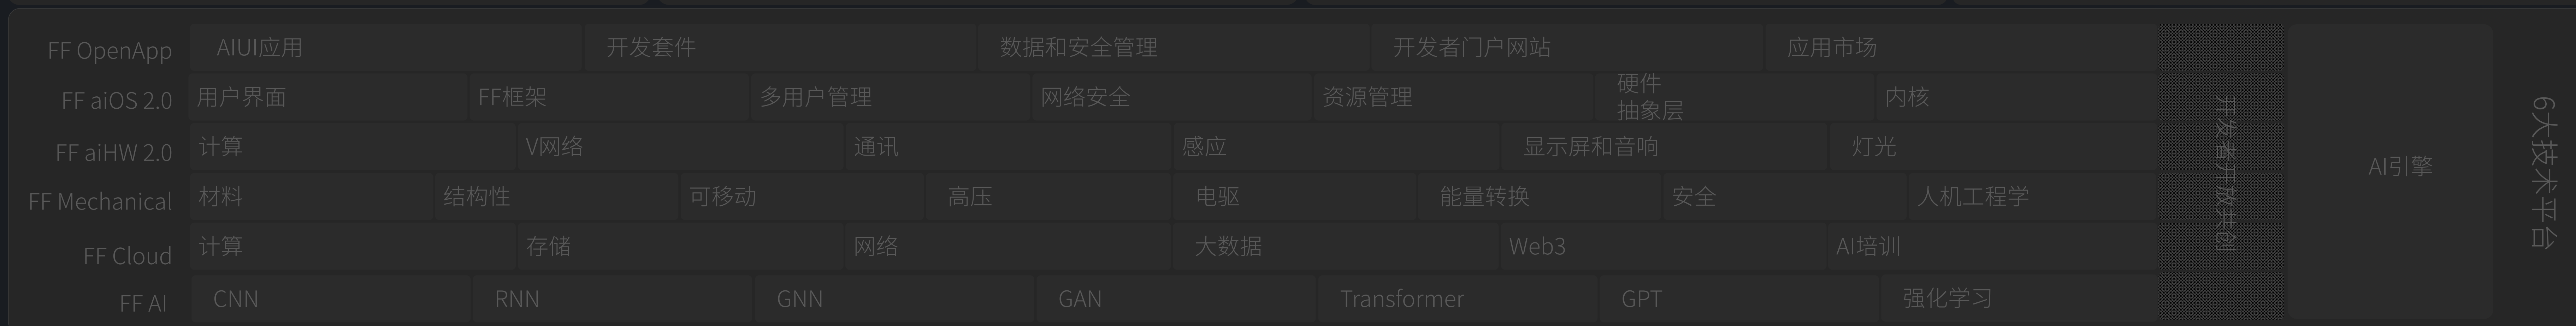 FF OpenApp AIUI应用 开发套件 数据和安全管理 开发者门户网站 应用市场
FF aiOS 2.0 用户界面 FF框架 多用户管理 网络安全 资源管理 硬件 内核
抽象层
FF aiHW 2.0 计算 V网络 通讯 感应 显示屏和音响 灯光
FF Mechanical 材料 结构性 可移动 高压 电驱 能量转换 安全 人机工程学
FF Cloud 计算 存储 网络 大数据 Web3 AI培训
FF AI CNN RNN GNN GAN Transformer GPT 强化学习
开发者开放共创
AI引擎
6大技术平台